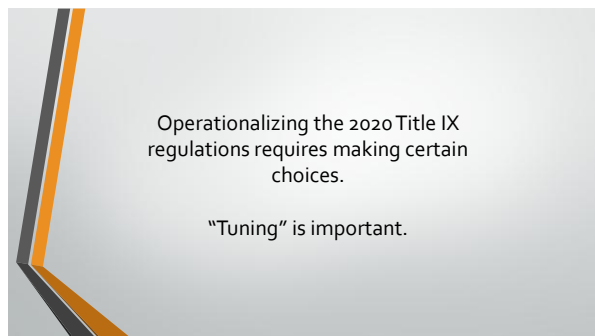 Operationalizing the 2020 Title IX
regulations requires making certain
choices.
“Tuning” is important.